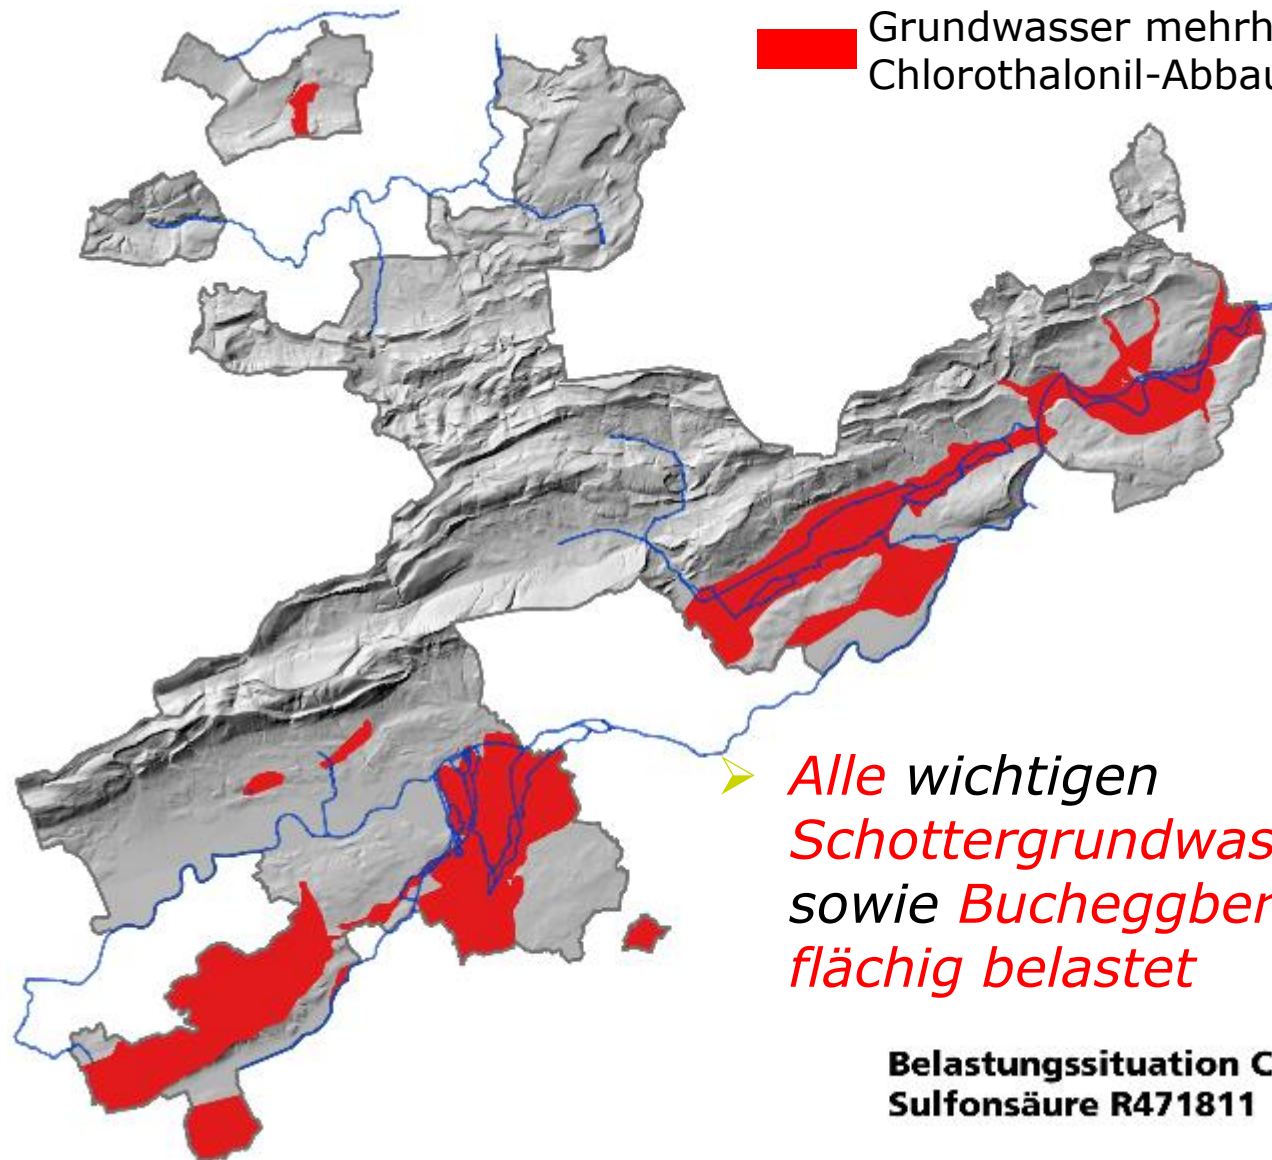 Grundwasser mehrh
Chlorothalonil-Abbau
Alle wichtigen
Schottergrundwas
sowie Bucheggber
flächig belastet
Belastungssituation C
Sulfonsäure R471811